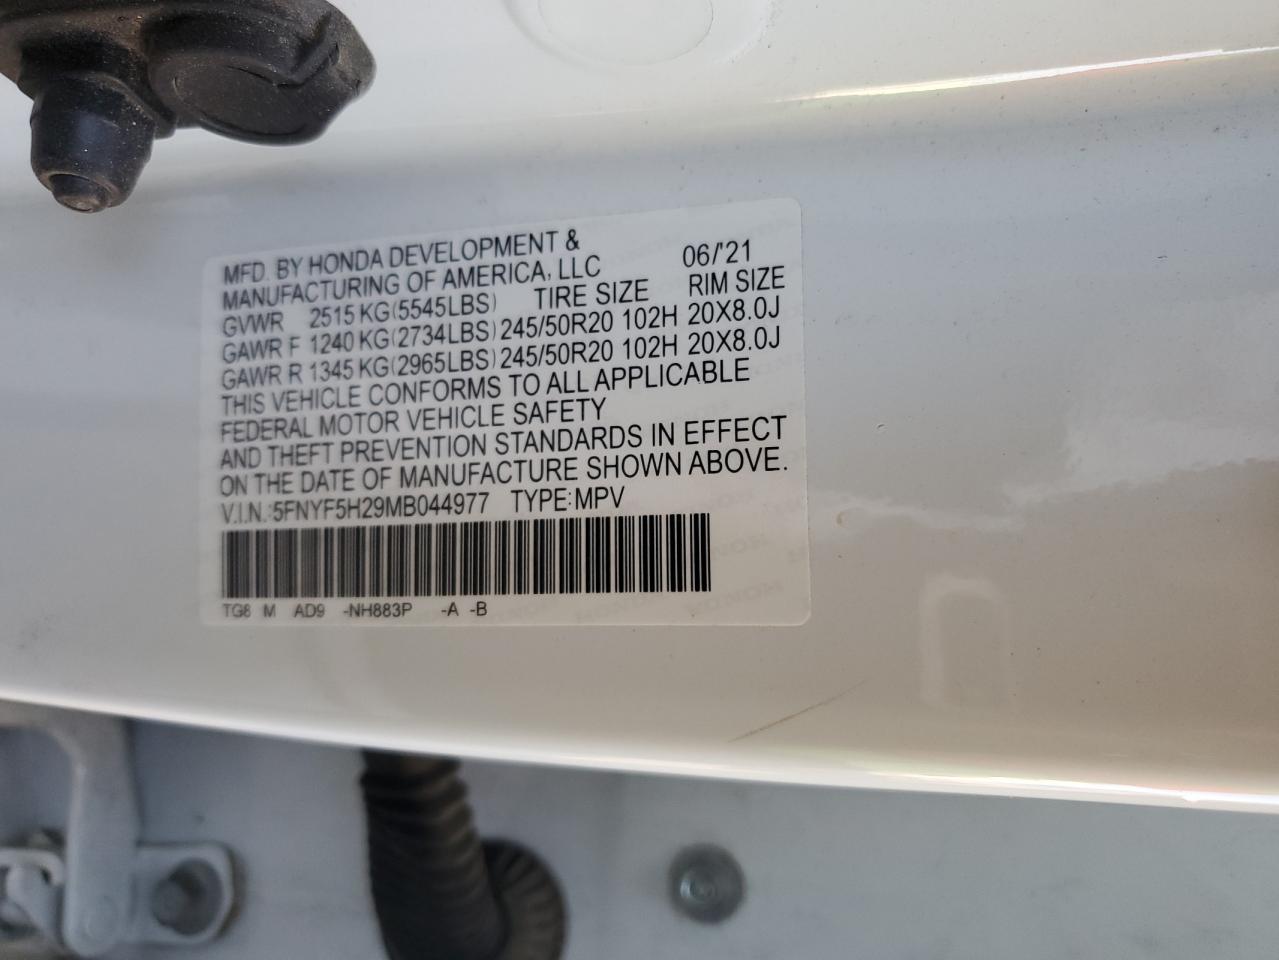 MFD. BY HONDA DEVELOPMENT & 06/'21
MANUFACTURING OF AMERICA, LLC RIM SIZE
GVWR 2515 KG(5545LBS) TIRE SIZE
GAWR F 1240 KG(2734LBS) 245/50R20 102H 20X8.0J
GAWR R 1345 KG(2965LBS) 245/50R20 102H 20X8.0J
THIS VEHICLE CONFORMS TO ALL APPLICABLE
FEDERAL MOTOR VEHICLE SAFETY
AND THEFT PREVENTION STANDARDS IN EFFECT
ON THE DATE OF MANUFACTURE SHOWN ABOVE.
V.I.N.:5FNYF5H29MB044977 TYPE:MPV
TG8 M AD9 -NH883P -A -B